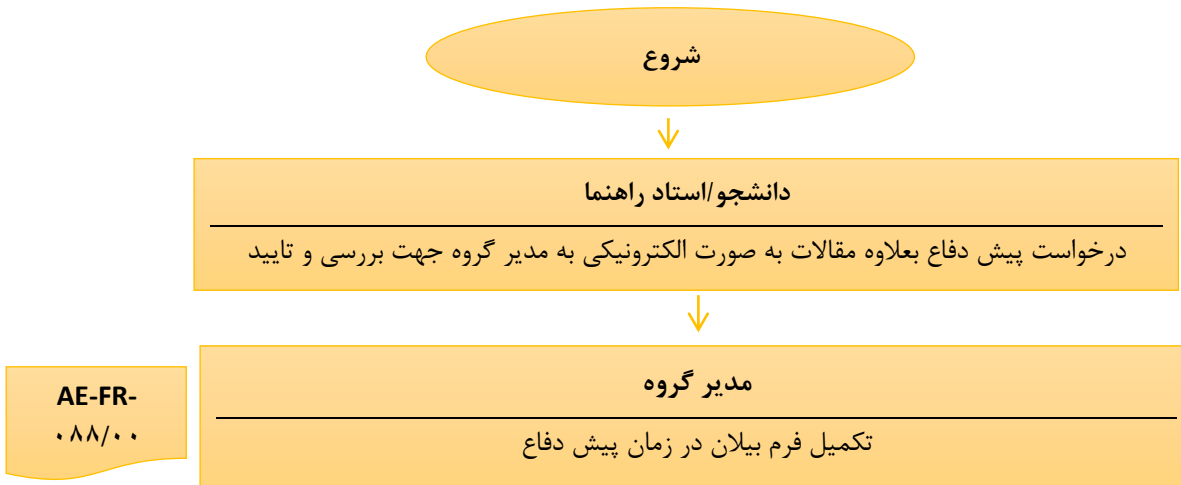 شروع
دانشجو/استاد راهنما
درخواست پیش دفاع بعلاوه مقالات به صورت الکترونیکی به مدیر گروه جهت بررسی و تایید
مدیر گروه
تکمیل فرم بیلان در زمان پیش دفاع
AE-FR-
۰۸۸/۰۰